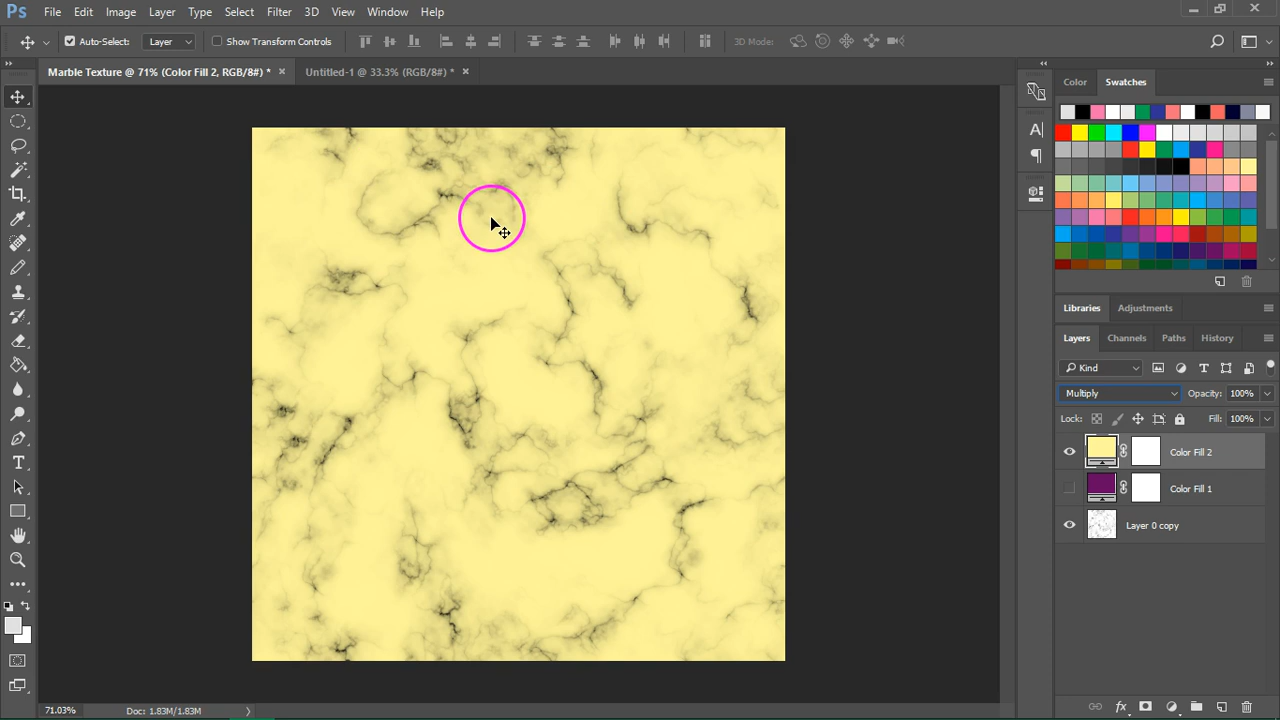 Ps File Edit Image Layer Type Select Filter 3D View Window Help
Auto-Select: Layer Show Transform Controls 3D Mode:
Marble Texture @ 71% (Color Fill 2, RGB/8#) * × Untitled-1 @ 33.3% (RGB/8#) * ×
Color Swatches
Libraries Adjustments
Layers Channels Paths History
Kind
Multiply Opacity: 100%
Lock: Fill: 100%
Color Fill 2
Color Fill 1
Layer 0 copy
71.03% Doc: 1.83M/1.83M